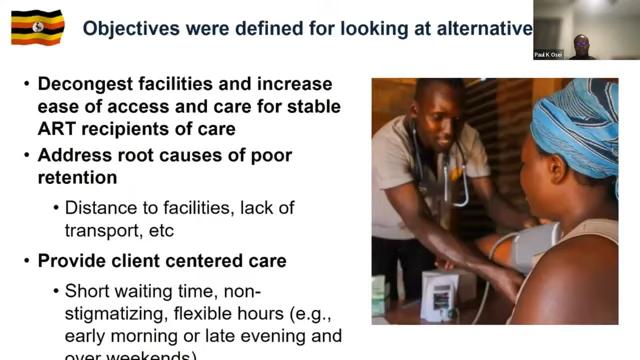 Objectives were defined for looking at alternative
Paul K Osei
• Decongest facilities and increase
ease of access and care for stable
ART recipients of care
• Address root causes of poor
retention
• Distance to facilities, lack of
transport, etc
• Provide client centered care
• Short waiting time, non-
stigmatizing, flexible hours (e.g.,
early morning or late evening and
over weekends)